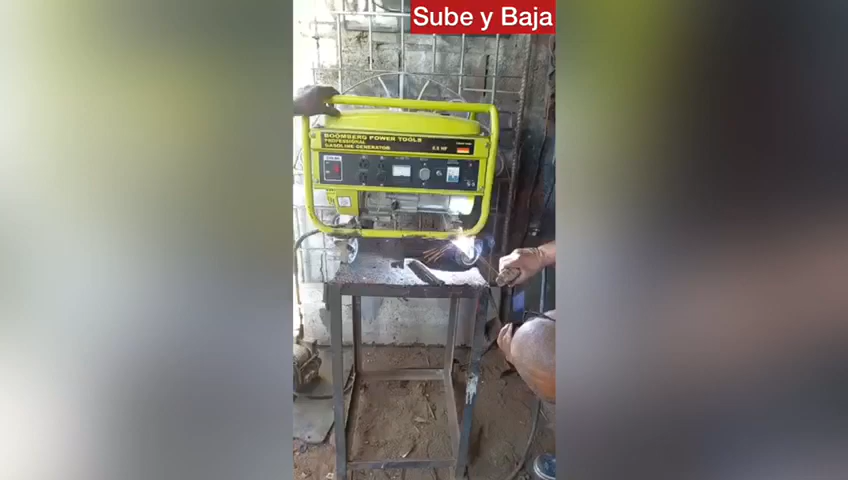 Sube y Baja
BOOMBERG POWER TOOLS
PROFESSIONAL
GASOLINE GENERATOR